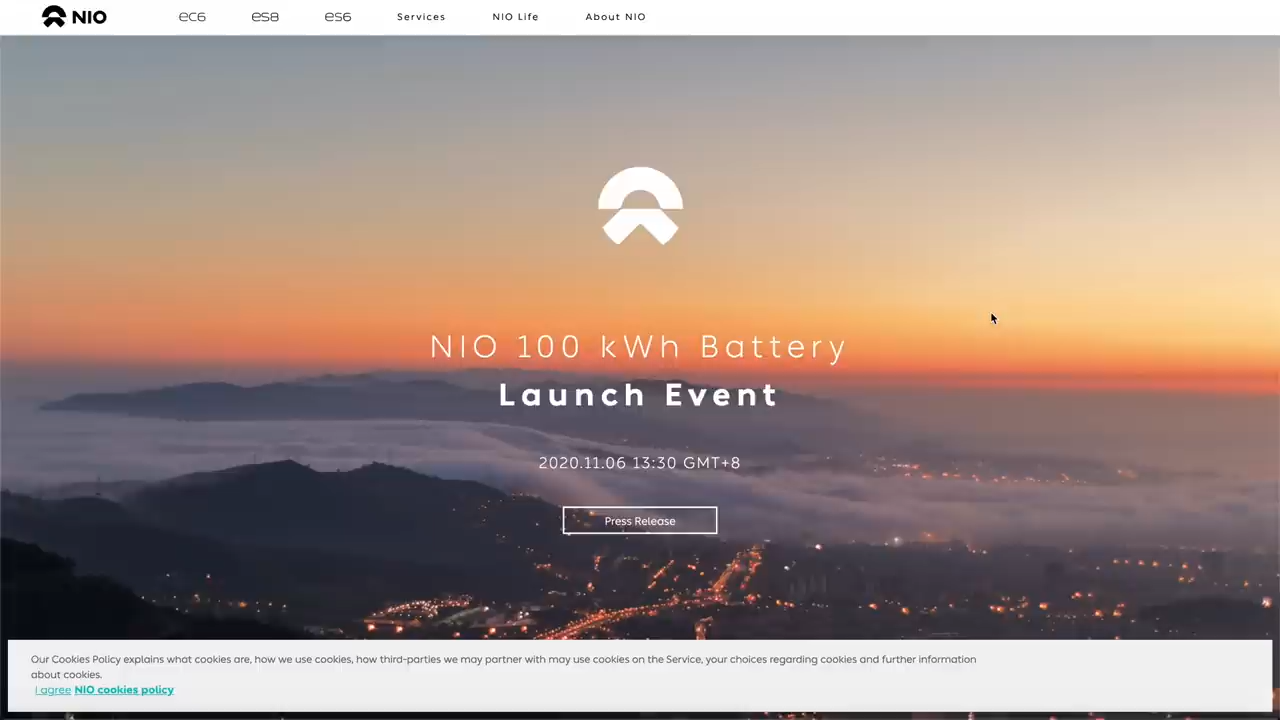 NIO
ec6
es8
es6
Services
NIO Life
About NIO
NIO 100 kWh Battery
Launch Event
2020.11.06 13:30 GMT+8
Press Release
Our Cookies Policy explains what cookies are, how we use cookies, how third-parties we may partner with may use cookies on the Service, your choices regarding cookies and further information
about cookies.
I agree NIO cookies policy